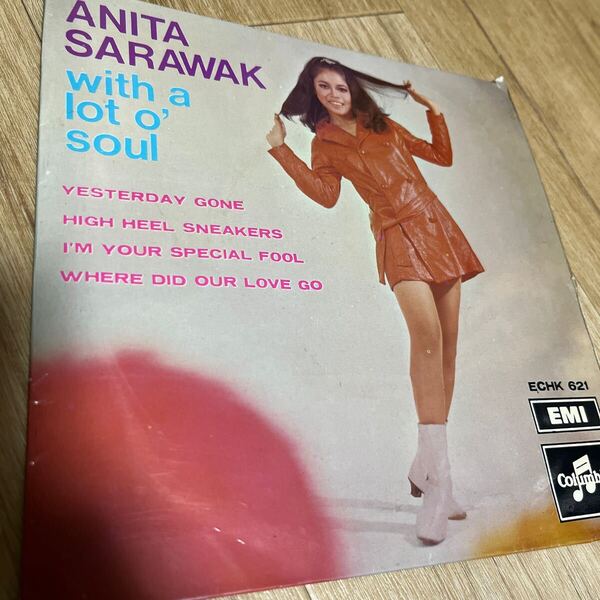 ANITA
SARAWAK
with a
lot o'
soul
YESTERDAY GONE
HIGH HEEL SNEAKERS
I'M YOUR SPECIAL FOOL
WHERE DID OUR LOVE GO
ECHK 621
EMI
Columb